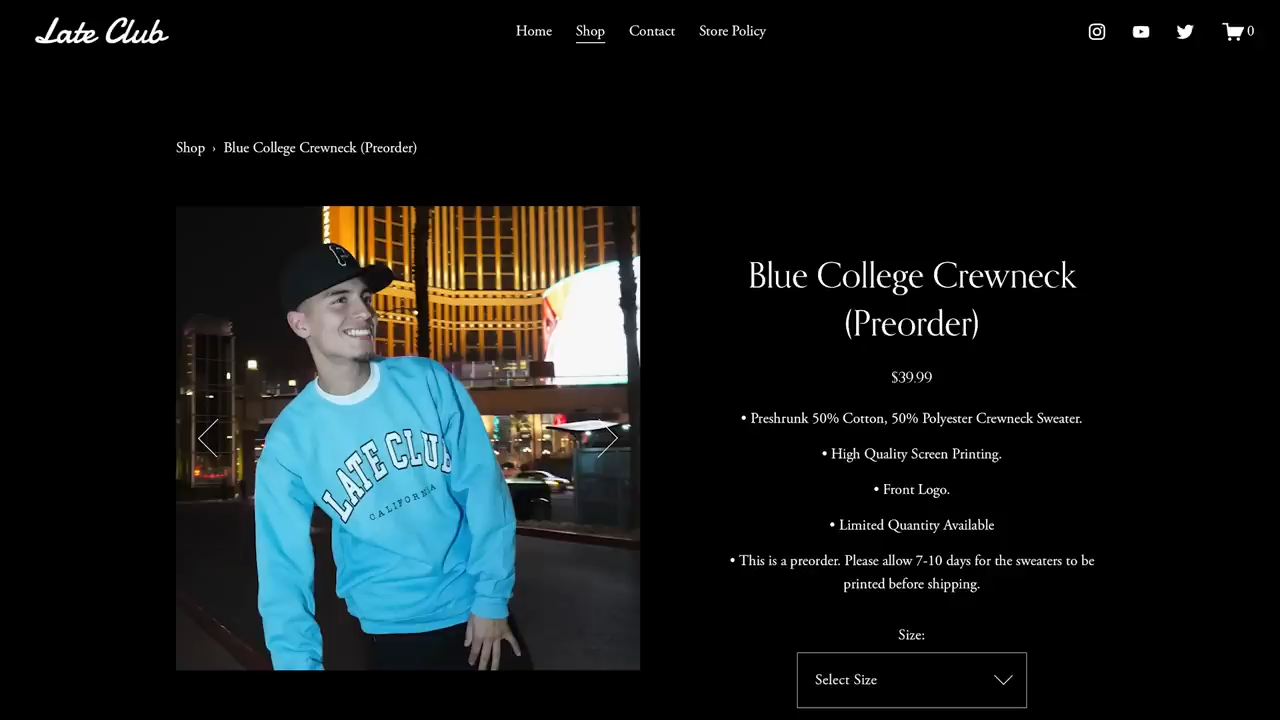 Late Club
Home Shop Contact Store Policy
0
Shop › Blue College Crewneck (Preorder)
LATE CLUB
CALIFORNIA
Blue College Crewneck
(Preorder)
$39.99
• Preshrunk 50% Cotton, 50% Polyester Crewneck Sweater.
• High Quality Screen Printing.
• Front Logo.
• Limited Quantity Available
• This is a preorder. Please allow 7-10 days for the sweaters to be
printed before shipping.
Size:
Select Size